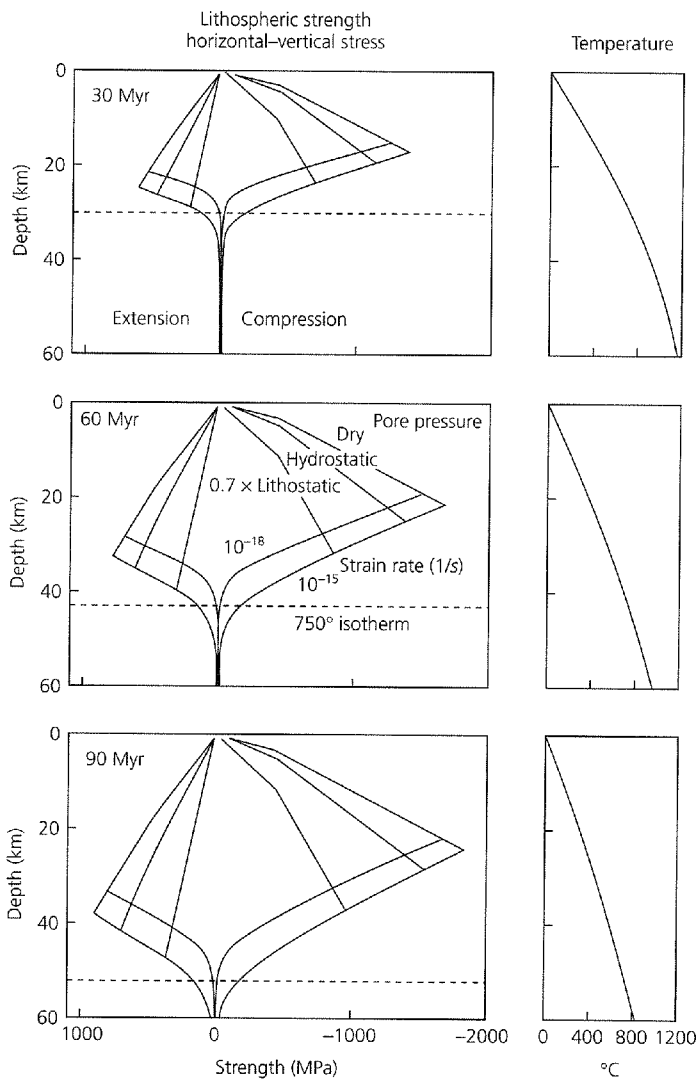 Lithospheric strength
horizontal–vertical stress
Temperature
0
20
40
60
Depth (km)
30 Myr
Extension
Compression
0
20
40
60
Depth (km)
60 Myr
Pore pressure
Dry
Hydrostatic
0.7 × Lithostatic
10⁻¹⁸
Strain rate (1/s)
10⁻¹⁵
750° isotherm
0
20
40
60
Depth (km)
90 Myr
1000
0
−1000
−2000
Strength (MPa)
0
400
800
1200
°C